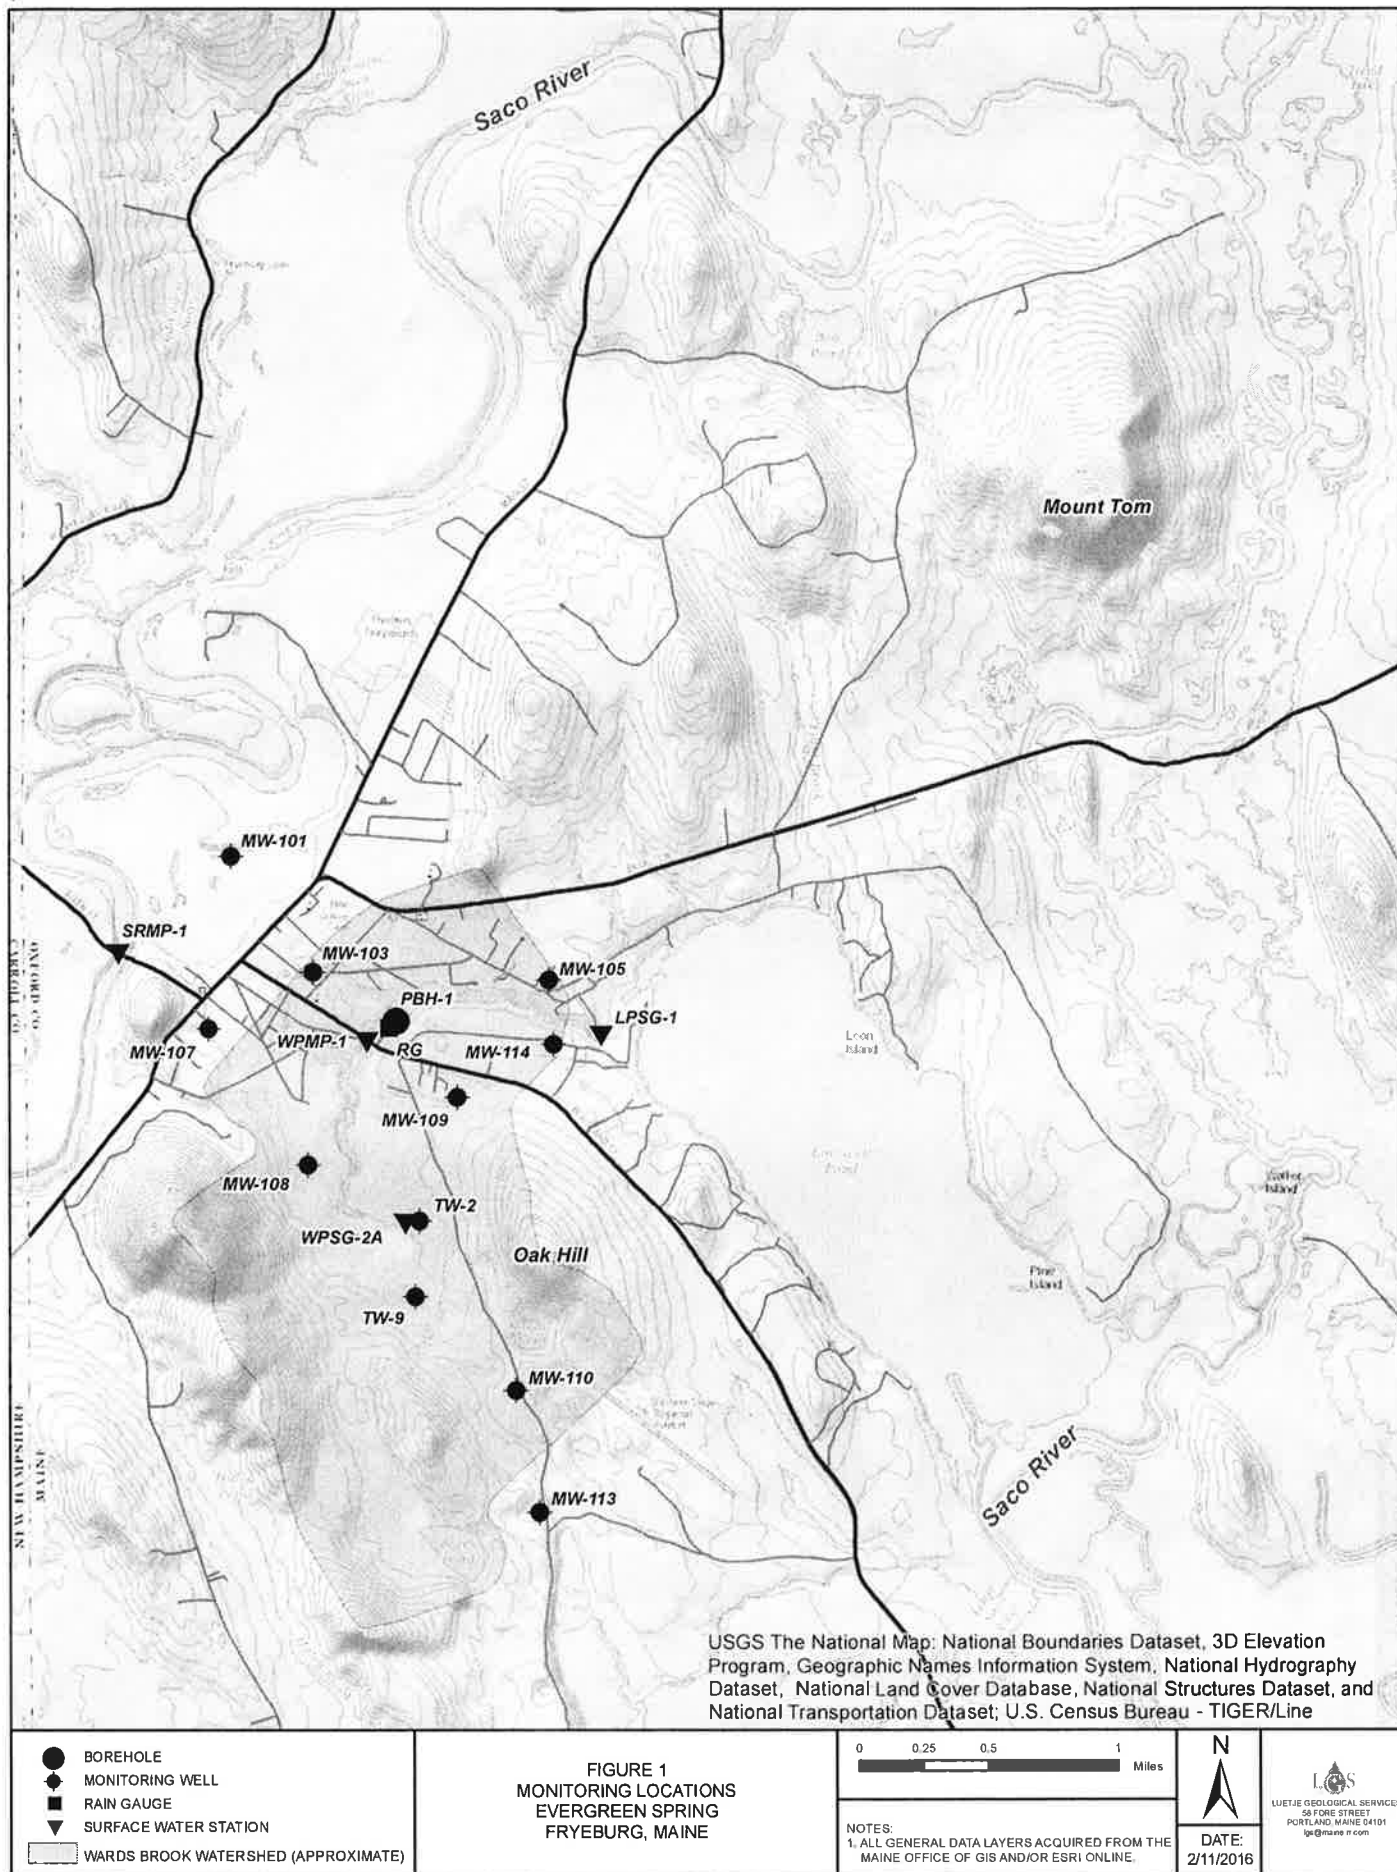 Saco River
Mount Tom
MW-101
SRMP-1
MW-103
MW-105
PBH-1
LPSG-1
WPMP-1
RG
MW-107
MW-114
MW-109
Leon
Island
MW-108
TW-2
WPSG-2A
Oak Hill
TW-9
Pine
Island
MW-110
MW-113
Saco River
OXFORD CO.
CARROLL CO.
NEW HAMPSHIRE
MAINE
USGS The National Map: National Boundaries Dataset, 3D Elevation
Program, Geographic Names Information System, National Hydrography
Dataset, National Land Cover Database, National Structures Dataset, and
National Transportation Dataset; U.S. Census Bureau - TIGER/Line
BOREHOLE
MONITORING WELL
RAIN GAUGE
SURFACE WATER STATION
WARDS BROOK WATERSHED (APPROXIMATE)
FIGURE 1
MONITORING LOCATIONS
EVERGREEN SPRING
FRYEBURG, MAINE
0 0.25 0.5 1
Miles
NOTES:
1. ALL GENERAL DATA LAYERS ACQUIRED FROM THE
MAINE OFFICE OF GIS AND/OR ESRI ONLINE.
N
DATE:
2/11/2016
LGS
LUETJE GEOLOGICAL SERVICES
58 FORE STREET
PORTLAND, MAINE 04101